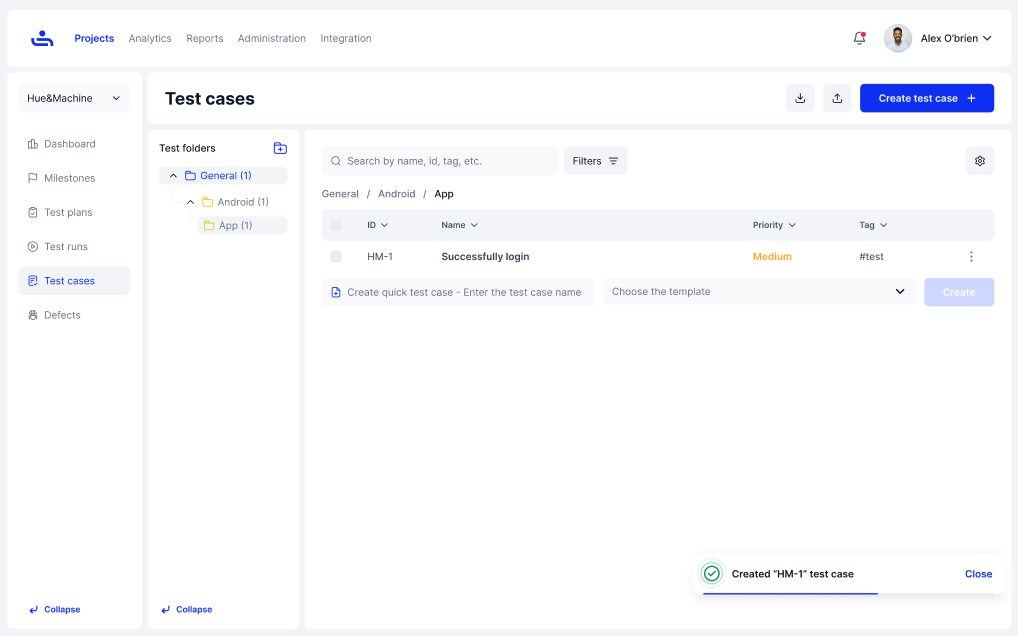 Projects Analytics Reports Administration Integration
Alex O'brien
Hue&Machine
Dashboard
Milestones
Test plans
Test runs
Test cases
Defects
Collapse
Test cases
Create test case +
Test folders
General (1)
Android (1)
App (1)
Collapse
Search by name, id, tag, etc.
Filters
General / Android / App
ID Name Priority Tag
HM-1 Successfully login Medium #test
Create quick test case - Enter the test case name
Choose the template
Create
Created “HM-1” test case
Close